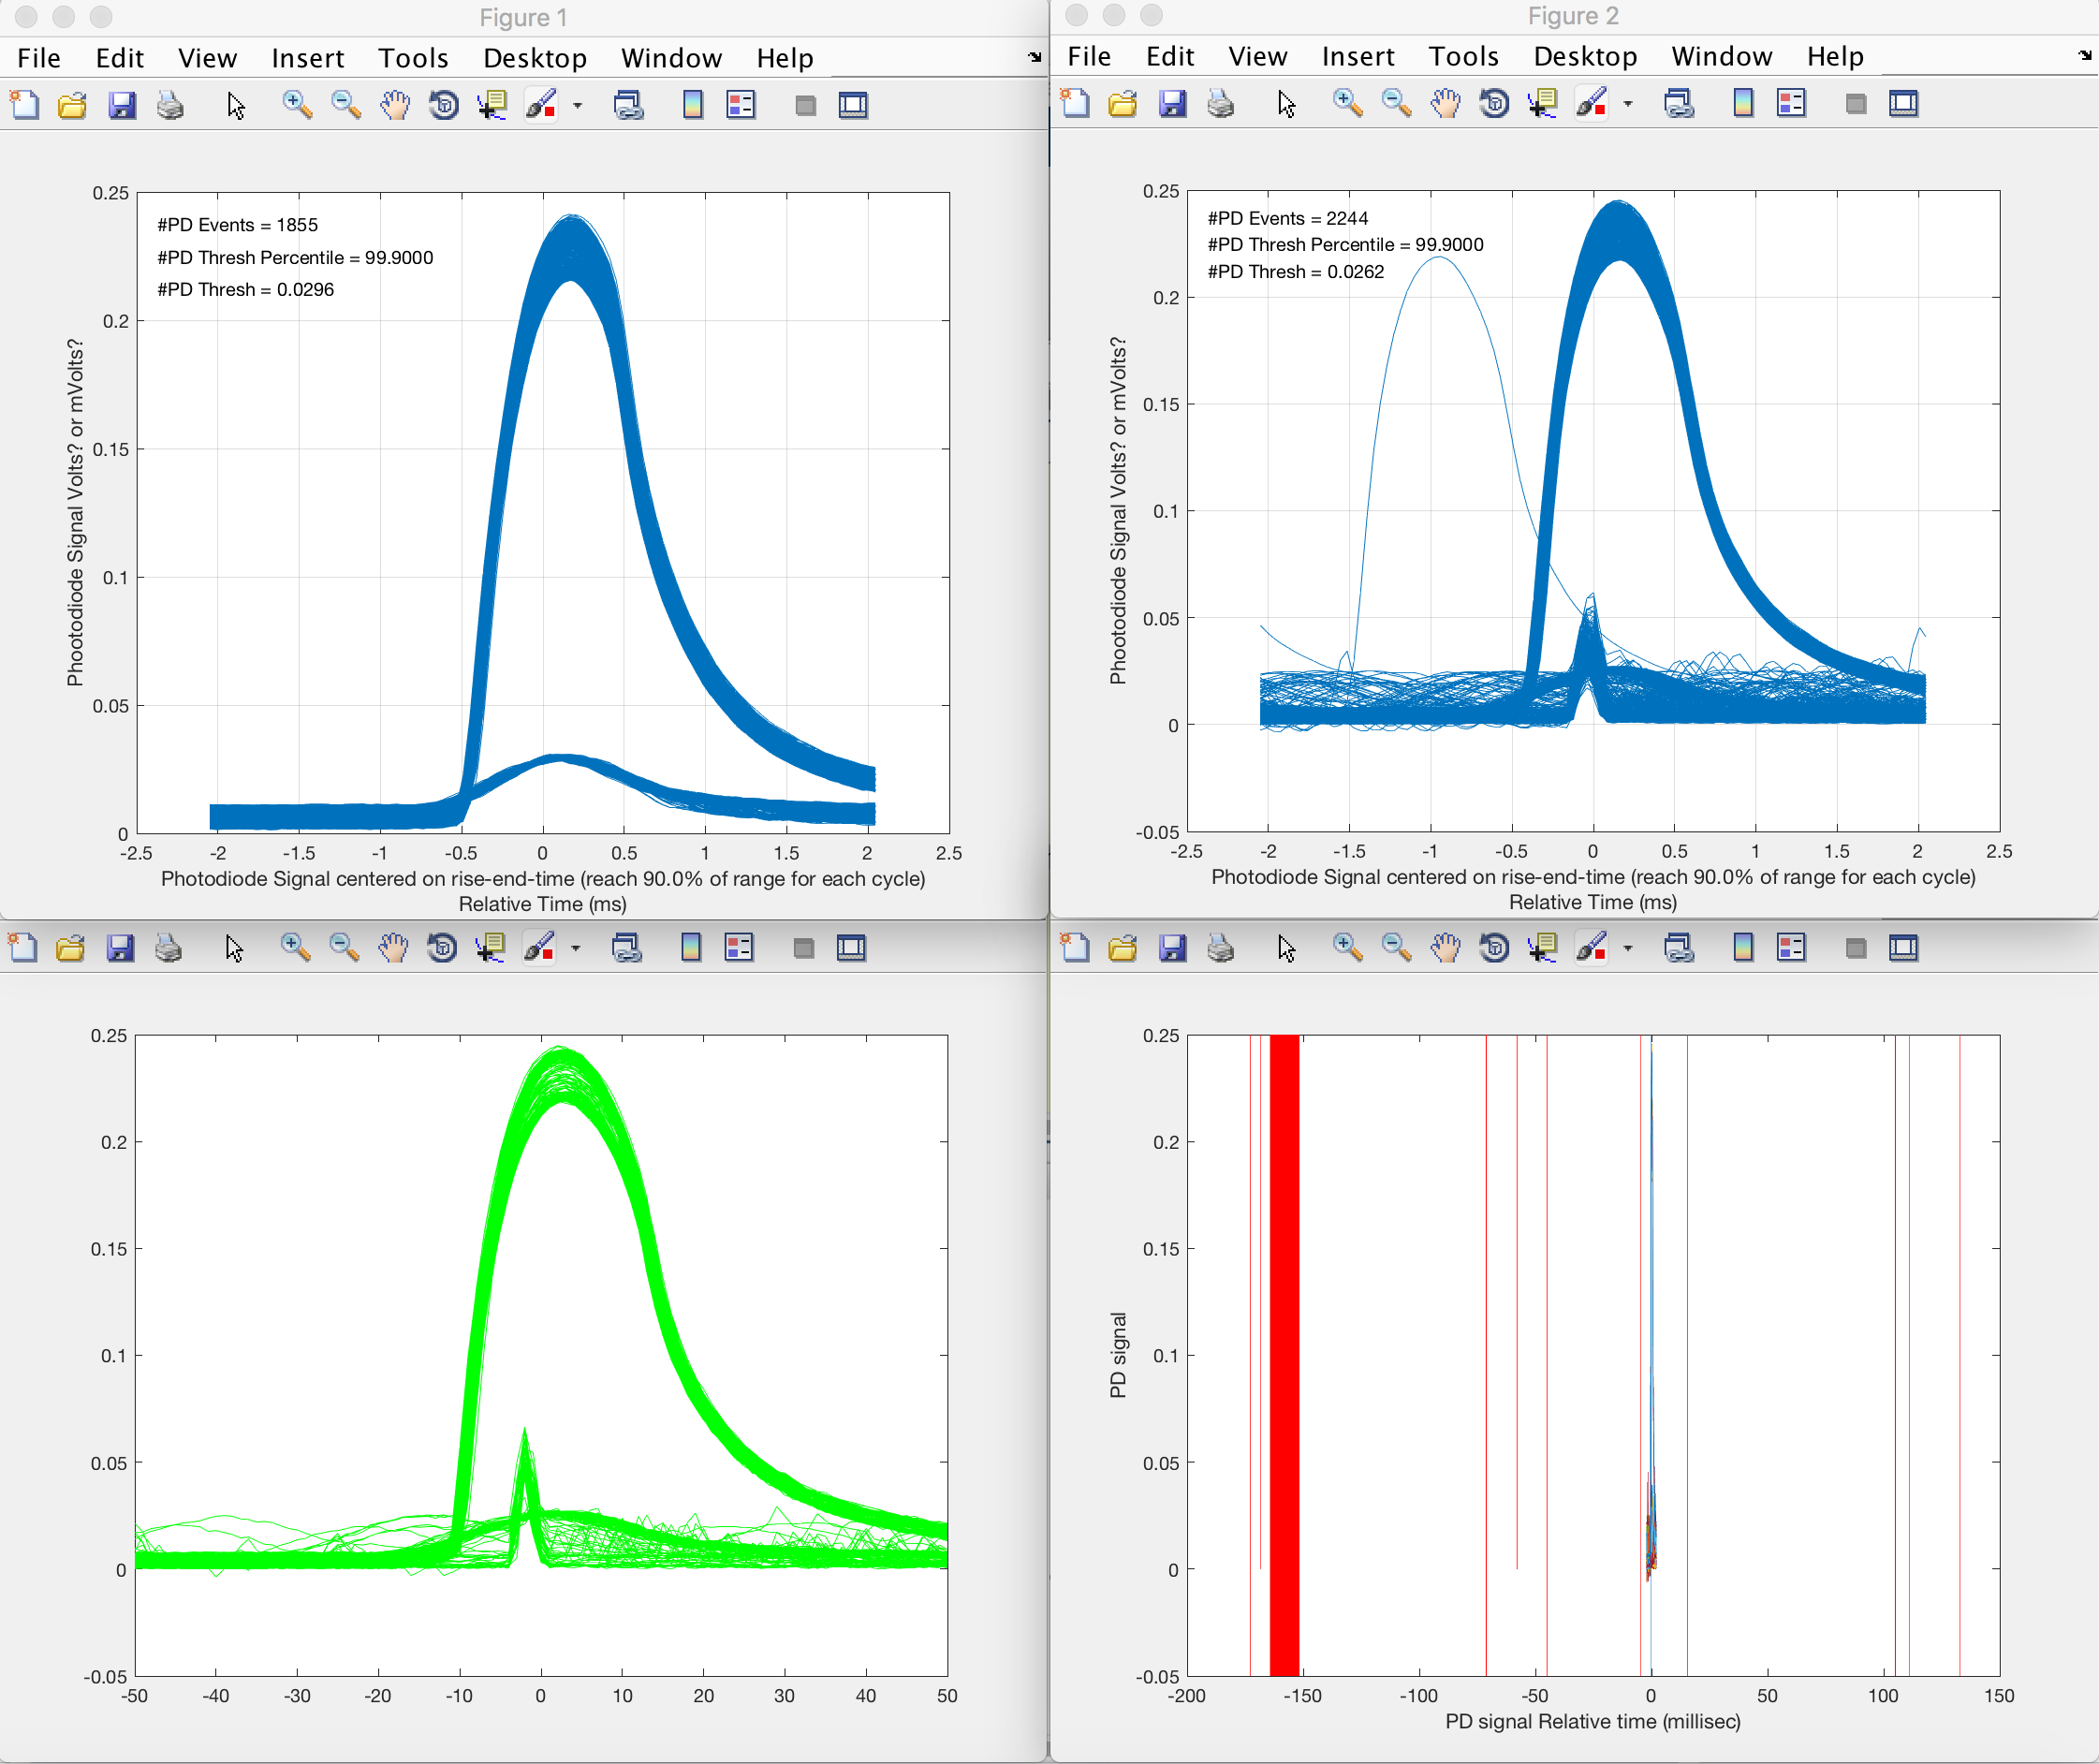 Figure 1
File Edit View Insert Tools Desktop Window Help
#PD Events = 1855
#PD Thresh Percentile = 99.9000
#PD Thresh = 0.0296
0.25
0.2
0.15
0.1
0.05
0
Phootodiode Signal Volts? or mVolts?
-2.5 -2 -1.5 -1 -0.5 0 0.5 1 1.5 2 2.5
Photodiode Signal centered on rise-end-time (reach 90.0% of range for each cycle)
Relative Time (ms)
Figure 2
File Edit View Insert Tools Desktop Window Help
#PD Events = 2244
#PD Thresh Percentile = 99.9000
#PD Thresh = 0.0262
0.25
0.2
0.15
0.1
0.05
0
-0.05
Phootodiode Signal Volts? or mVolts?
-2.5 -2 -1.5 -1 -0.5 0 0.5 1 1.5 2 2.5
Photodiode Signal centered on rise-end-time (reach 90.0% of range for each cycle)
Relative Time (ms)
0.25
0.2
0.15
0.1
0.05
0
-0.05
-50 -40 -30 -20 -10 0 10 20 30 40 50
0.25
0.2
0.15
0.1
0.05
0
-0.05
PD signal
-200 -150 -100 -50 0 50 100 150
PD signal Relative time (millisec)